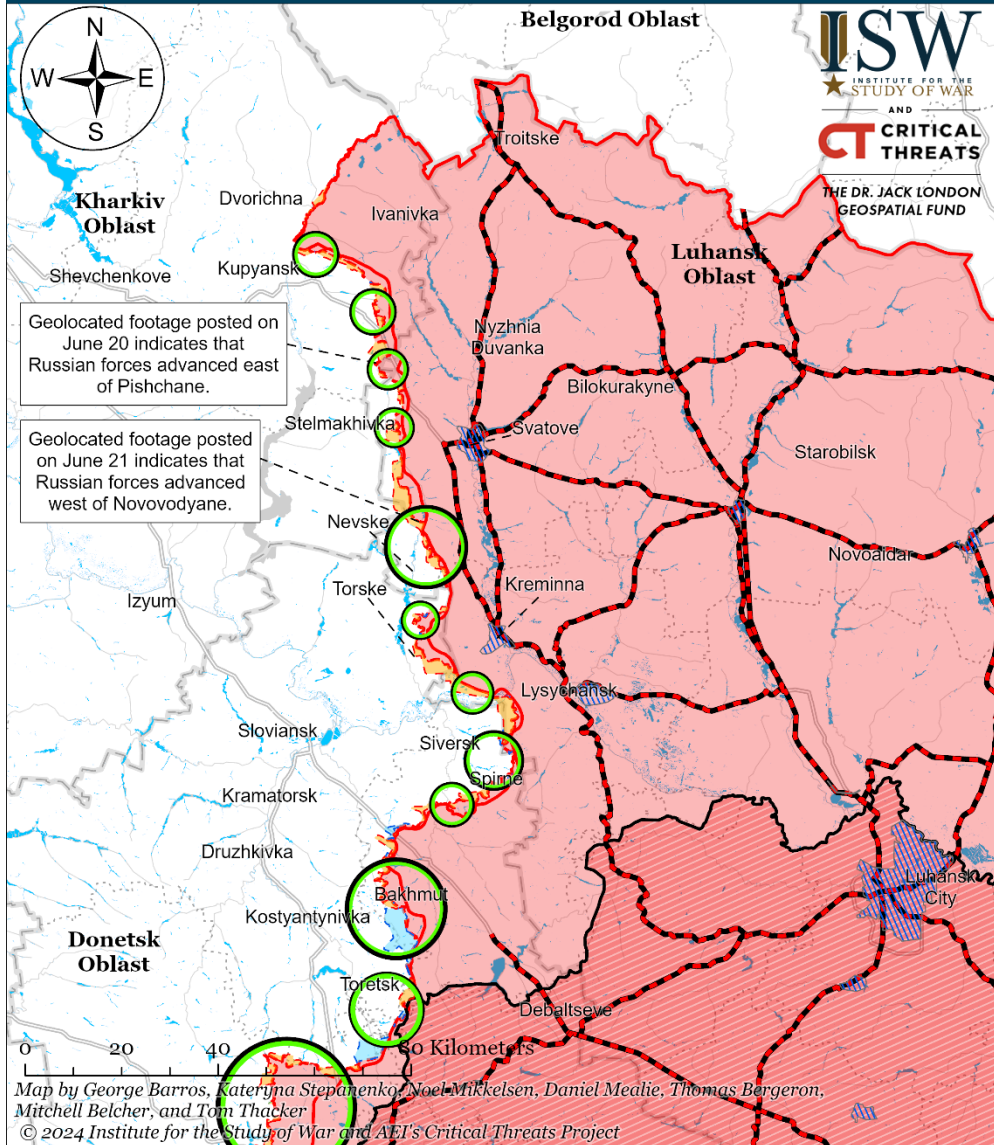 Belgorod Oblast
N
W
E
S
ISW
INSTITUTE FOR THE
STUDY OF WAR
AND
CT CRITICAL
THREATS
THE DR. JACK LONDON
GEOSPATIAL FUND
Troitske
Dvorichna
Kharkiv
Oblast
Ivanivka
Luhansk
Oblast
Shevchenkove
Kupyansk
Geolocated footage posted on
June 20 indicates that
Russian forces advanced east
of Pishchane.
Nyzhnia
Duvanka
Bilokurakyne
Stelmakhivka
Svatove
Geolocated footage posted
on June 21 indicates that
Russian forces advanced
west of Novovodyane.
Starobilsk
Nevske
Novoaidar
Torske
Kreminna
Izyum
Lysychansk
Sloviansk
Siversk
Spirne
Kramatorsk
Druzhkivka
Luhansk
City
Bakhmut
Kostyantynivka
Donetsk
Oblast
Toretsk
Debaltseve
0 20 40 80 Kilometers
Map by George Barros, Kateryna Stepanenko, Noel Mikkelsen, Daniel Mealie, Thomas Bergeron,
Mitchell Belcher, and Tom Thacker
© 2024 Institute for the Study of War and AEI's Critical Threats Project